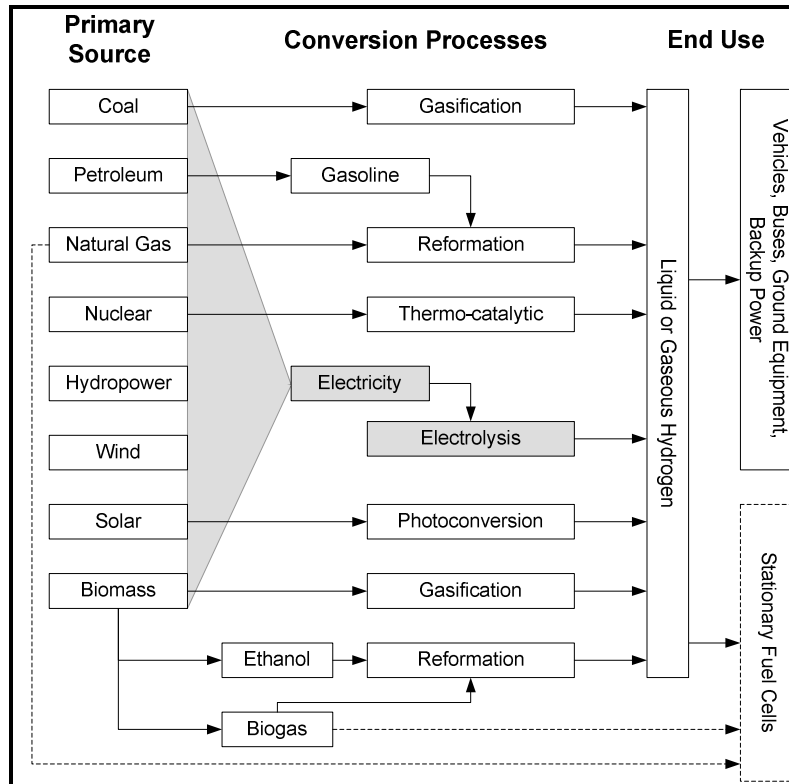 Primary
Source
Conversion Processes
End Use
Coal
Gasification
Petroleum
Gasoline
Natural Gas
Reformation
Nuclear
Thermo-catalytic
Hydropower
Electricity
Wind
Electrolysis
Solar
Photoconversion
Biomass
Gasification
Ethanol
Reformation
Biogas
Liquid or Gaseous Hydrogen
Vehicles, Buses, Ground Equipment,
Backup Power
Stationary Fuel Cells